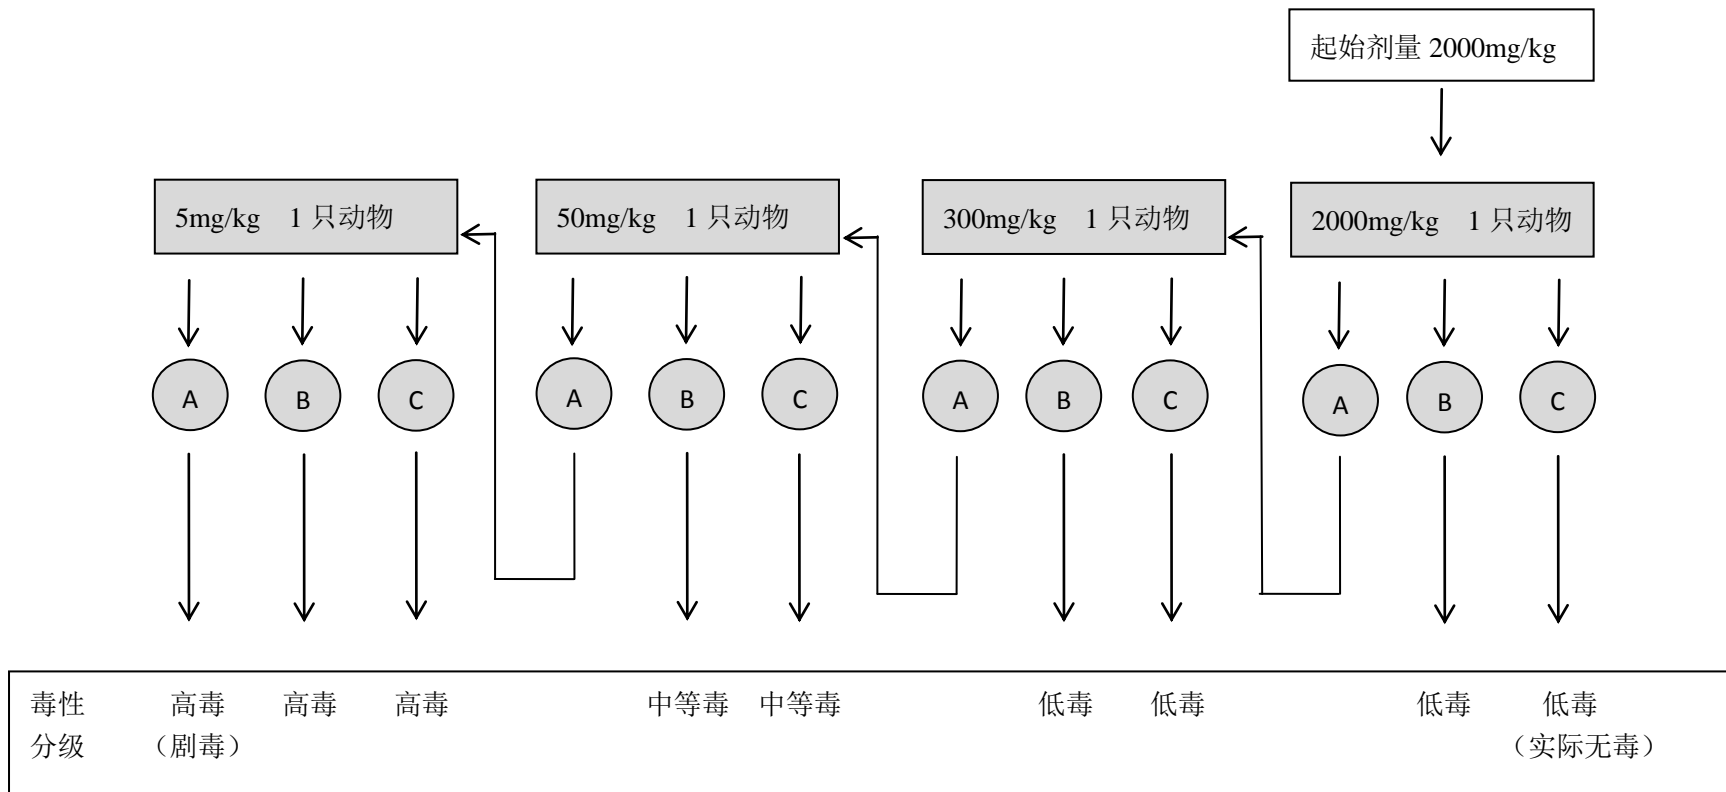 起始剂量 2000mg/kg
5mg/kg 1 只动物
50mg/kg 1 只动物
300mg/kg 1 只动物
2000mg/kg 1 只动物
A
B
C
A
B
C
A
B
C
A
B
C
毒性 高毒 高毒 高毒 中等毒 中等毒 低毒 低毒 低毒 低毒
分级 （剧毒） （实际无毒）